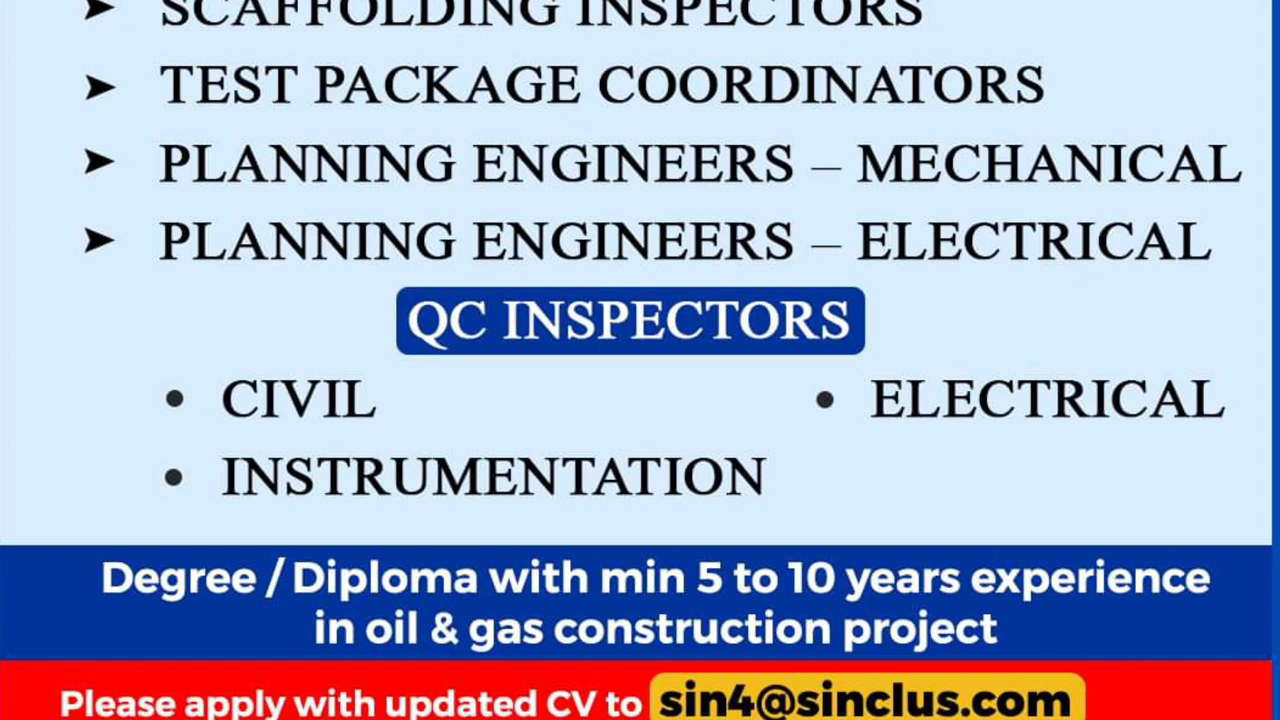 ➤ SCAFFOLDING INSPECTORS
➤ TEST PACKAGE COORDINATORS
➤ PLANNING ENGINEERS – MECHANICAL
➤ PLANNING ENGINEERS – ELECTRICAL
QC INSPECTORS
• CIVIL • ELECTRICAL
• INSTRUMENTATION
Degree / Diploma with min 5 to 10 years experience
in oil & gas construction project
Please apply with updated CV to sin4@sinclus.com